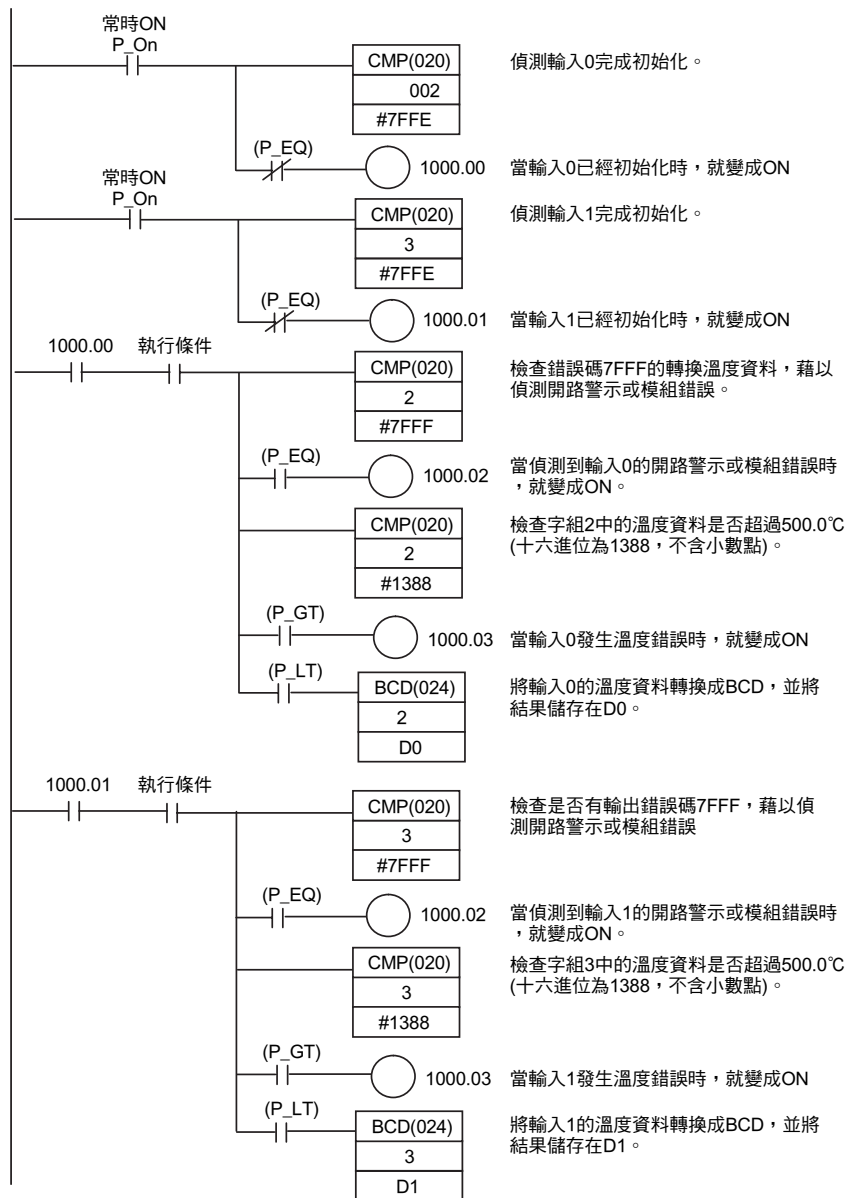 常時ON
P_On
CMP(020)
偵測輸入0完成初始化。
002
#7FFE
(P_EQ)
1000.00
當輸入0已經初始化時，就變成ON
常時ON
P_On
CMP(020)
偵測輸入1完成初始化。
3
#7FFE
(P_EQ)
1000.01
當輸入1已經初始化時，就變成ON
1000.00
執行條件
CMP(020)
檢查錯誤碼7FFF的轉換溫度資料，藉以
偵測開路警示或模組錯誤。
2
#7FFF
(P_EQ)
1000.02
當偵測到輸入0的開路警示或模組錯誤時
，就變成ON。
CMP(020)
檢查字組2中的溫度資料是否超過500.0℃
(十六進位為1388，不含小數點)。
2
#1388
(P_GT)
1000.03
當輸入0發生溫度錯誤時，就變成ON
(P_LT)
BCD(024)
將輸入0的溫度資料轉換成BCD，並將
結果儲存在D0。
2
D0
1000.01
執行條件
CMP(020)
檢查是否有輸出錯誤碼7FFF，藉以偵
測開路警示或模組錯誤
3
#7FFF
(P_EQ)
1000.02
當偵測到輸入1的開路警示或模組錯誤時
，就變成ON。
CMP(020)
檢查字組3中的溫度資料是否超過500.0℃
(十六進位為1388，不含小數點)。
3
#1388
(P_GT)
1000.03
當輸入1發生溫度錯誤時，就變成ON
(P_LT)
BCD(024)
將輸入1的溫度資料轉換成BCD，並將
結果儲存在D1。
3
D1